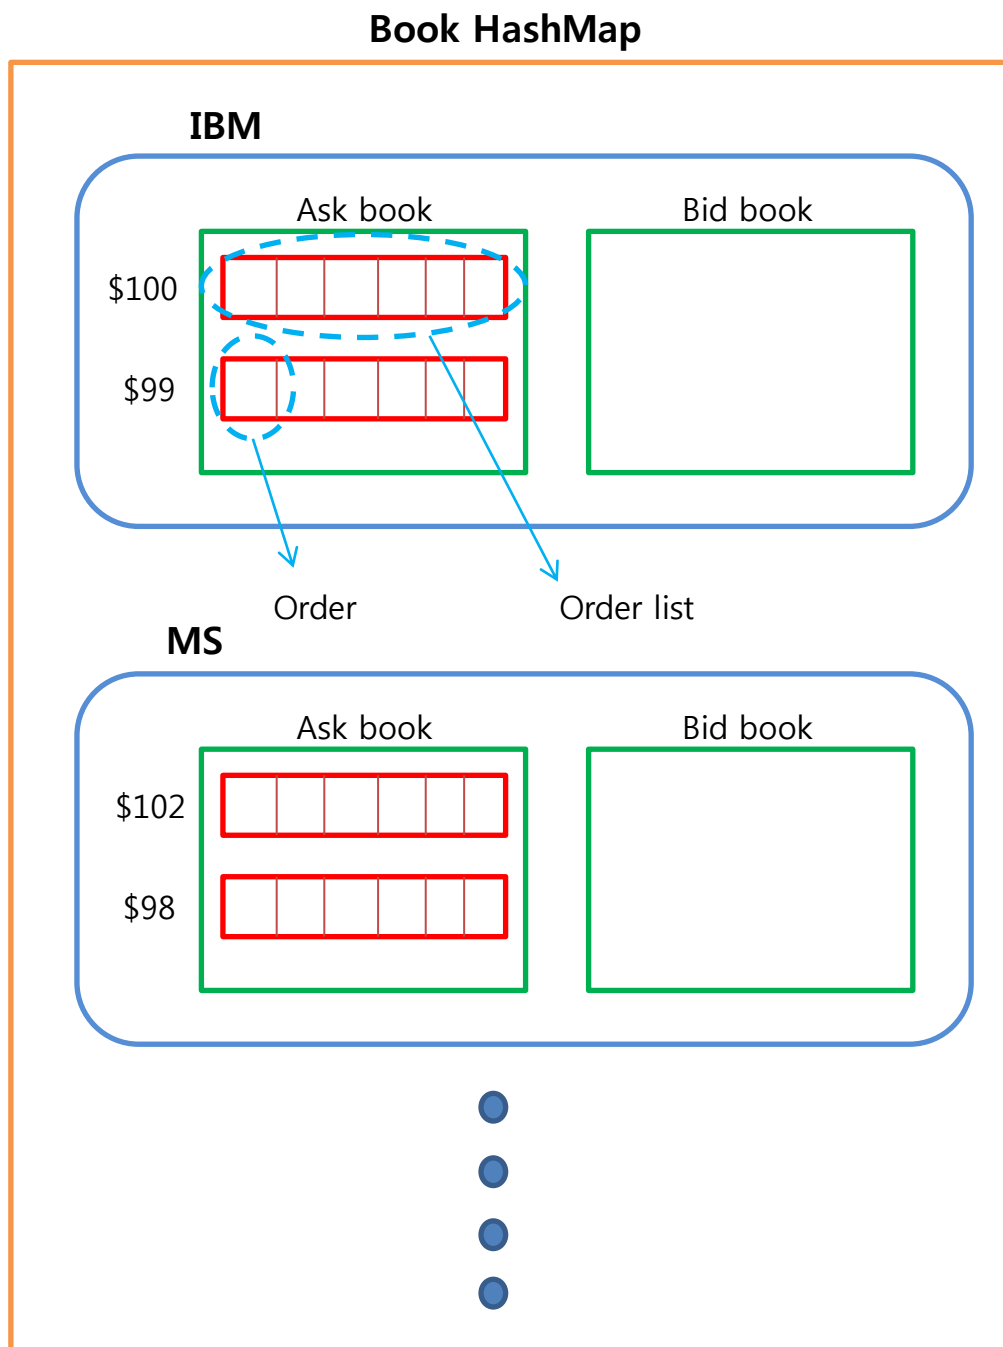 Book HashMap
IBM
Ask book Bid book
$100
$99
Order Order list
MS
Ask book Bid book
$102
$98